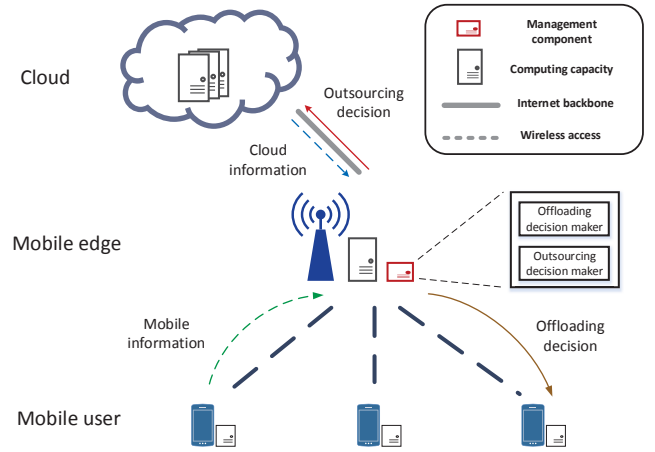 Management
component
Computing capacity
Internet backbone
Wireless access
Cloud
Outsourcing
decision
Cloud
information
Mobile edge
Offloading
decision maker
Outsourcing
decision maker
Mobile
information
Offloading
decision
Mobile user